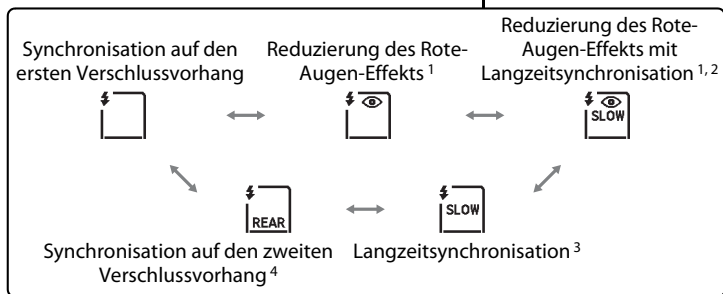 Synchronisation auf den
ersten Verschlussvorhang
Reduzierung des Rote-
Augen-Effekts 1
Reduzierung des Rote-
Augen-Effekts mit
Langzeitsynchronisation 1, 2
SLOW
REAR
SLOW
Synchronisation auf den zweiten
Verschlussvorhang 4
Langzeitsynchronisation 3